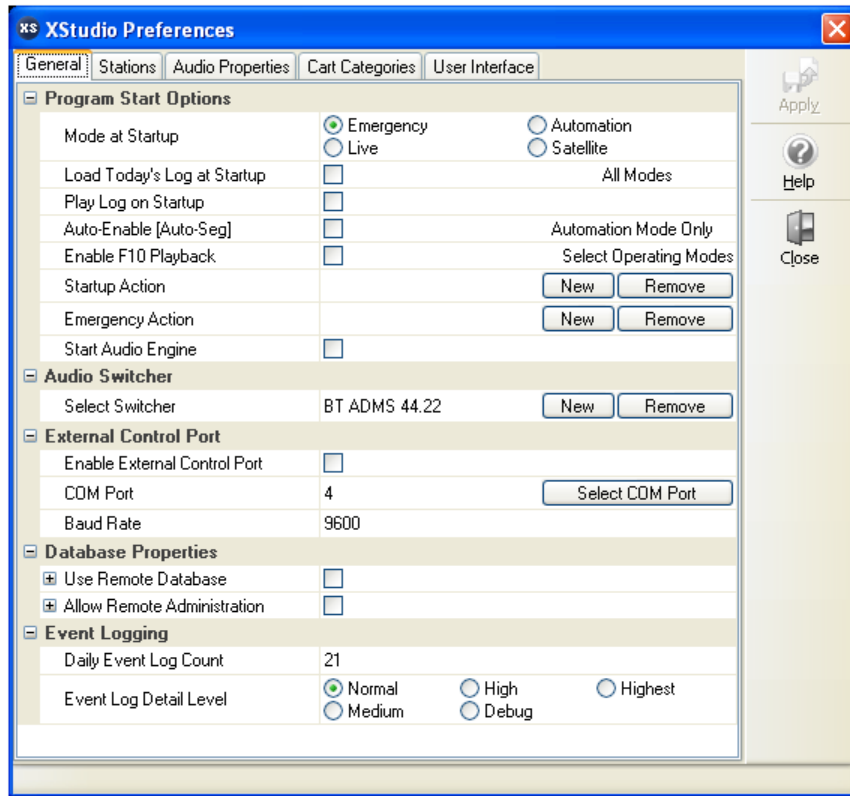 XS XStudio Preferences
General Stations Audio Properties Cart Categories User Interface
Program Start Options
Mode at Startup Emergency Automation
Live Satellite
Load Today's Log at Startup All Modes
Play Log on Startup
Auto-Enable [Auto-Seg] Automation Mode Only
Enable F10 Playback Select Operating Modes
Startup Action New Remove
Emergency Action New Remove
Start Audio Engine
Audio Switcher
Select Switcher BT ADMS 44.22 New Remove
External Control Port
Enable External Control Port
COM Port 4 Select COM Port
Baud Rate 9600
Database Properties
Use Remote Database
Allow Remote Administration
Event Logging
Daily Event Log Count 21
Event Log Detail Level Normal High Highest
Medium Debug
Apply
Help
Close